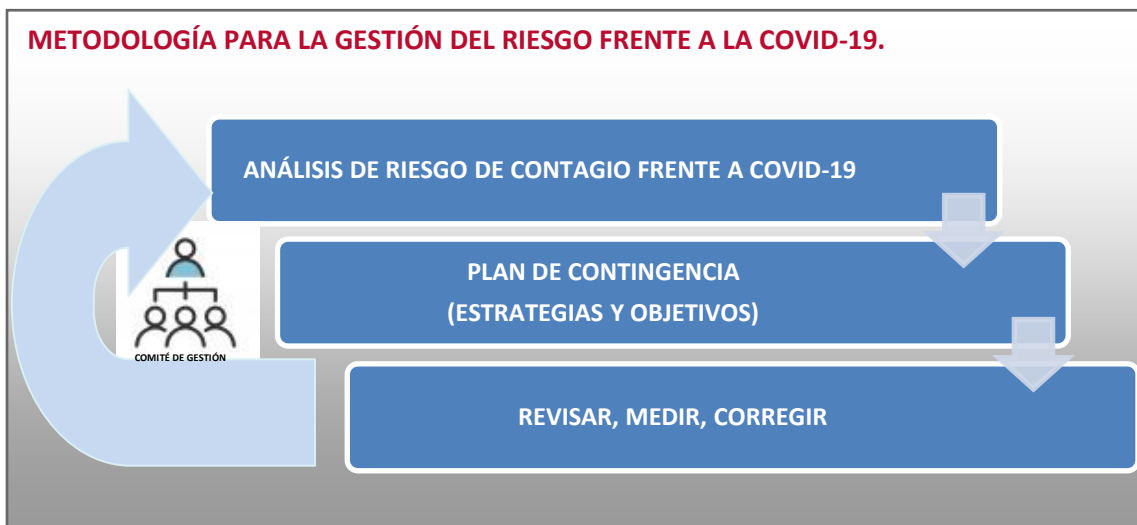 METODOLOGÍA PARA LA GESTIÓN DEL RIESGO FRENTE A LA COVID-19.
ANÁLISIS DE RIESGO DE CONTAGIO FRENTE A COVID-19
PLAN DE CONTINGENCIA
(ESTRATEGIAS Y OBJETIVOS)
COMITÉ DE GESTIÓN
REVISAR, MEDIR, CORREGIR